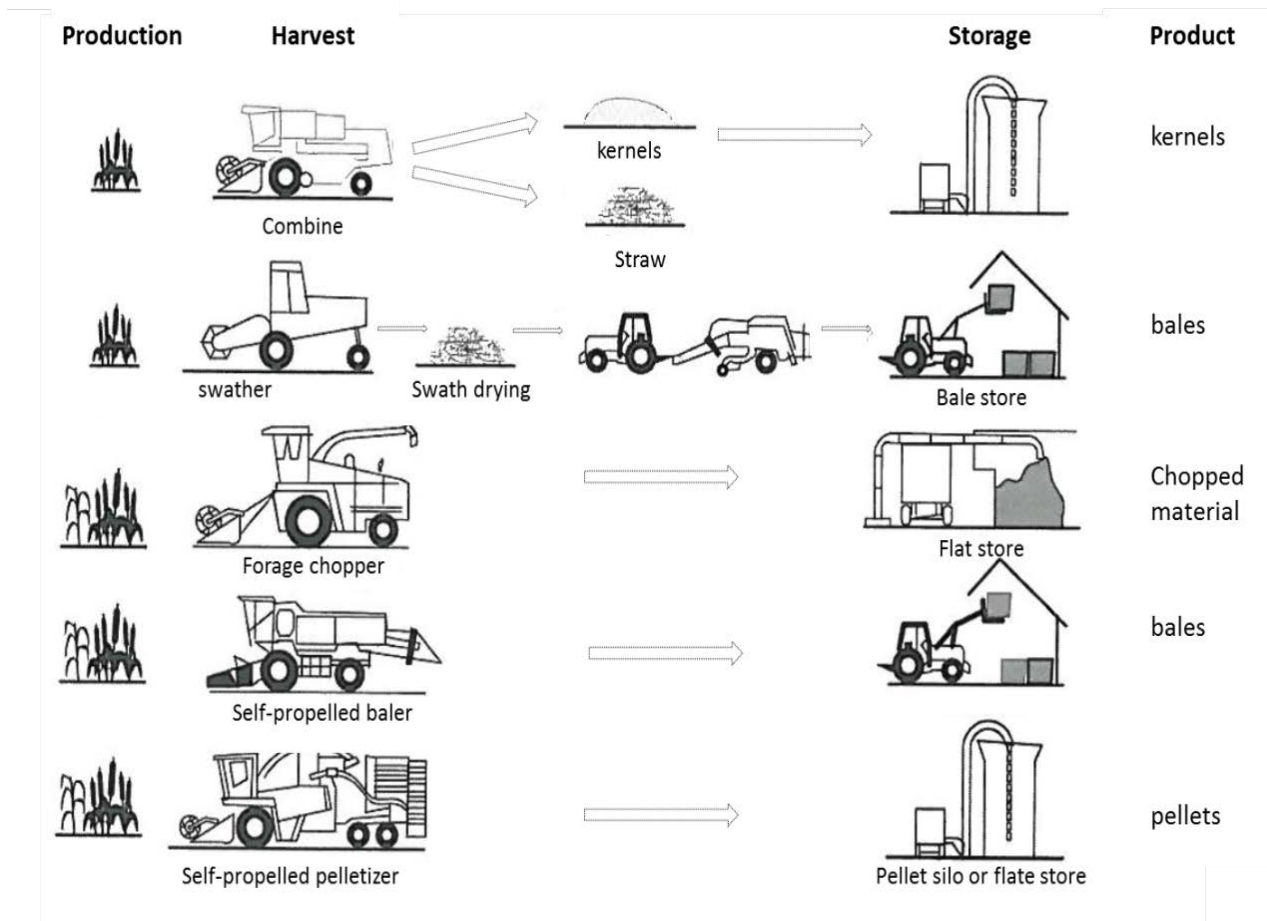 Production
Harvest
Storage
Product
kernels
kernels
Combine
Straw
bales
swather
Swath drying
Bale store
Chopped
material
Flat store
Forage chopper
bales
Self-propelled baler
pellets
Self-propelled pelletizer
Pellet silo or flate store